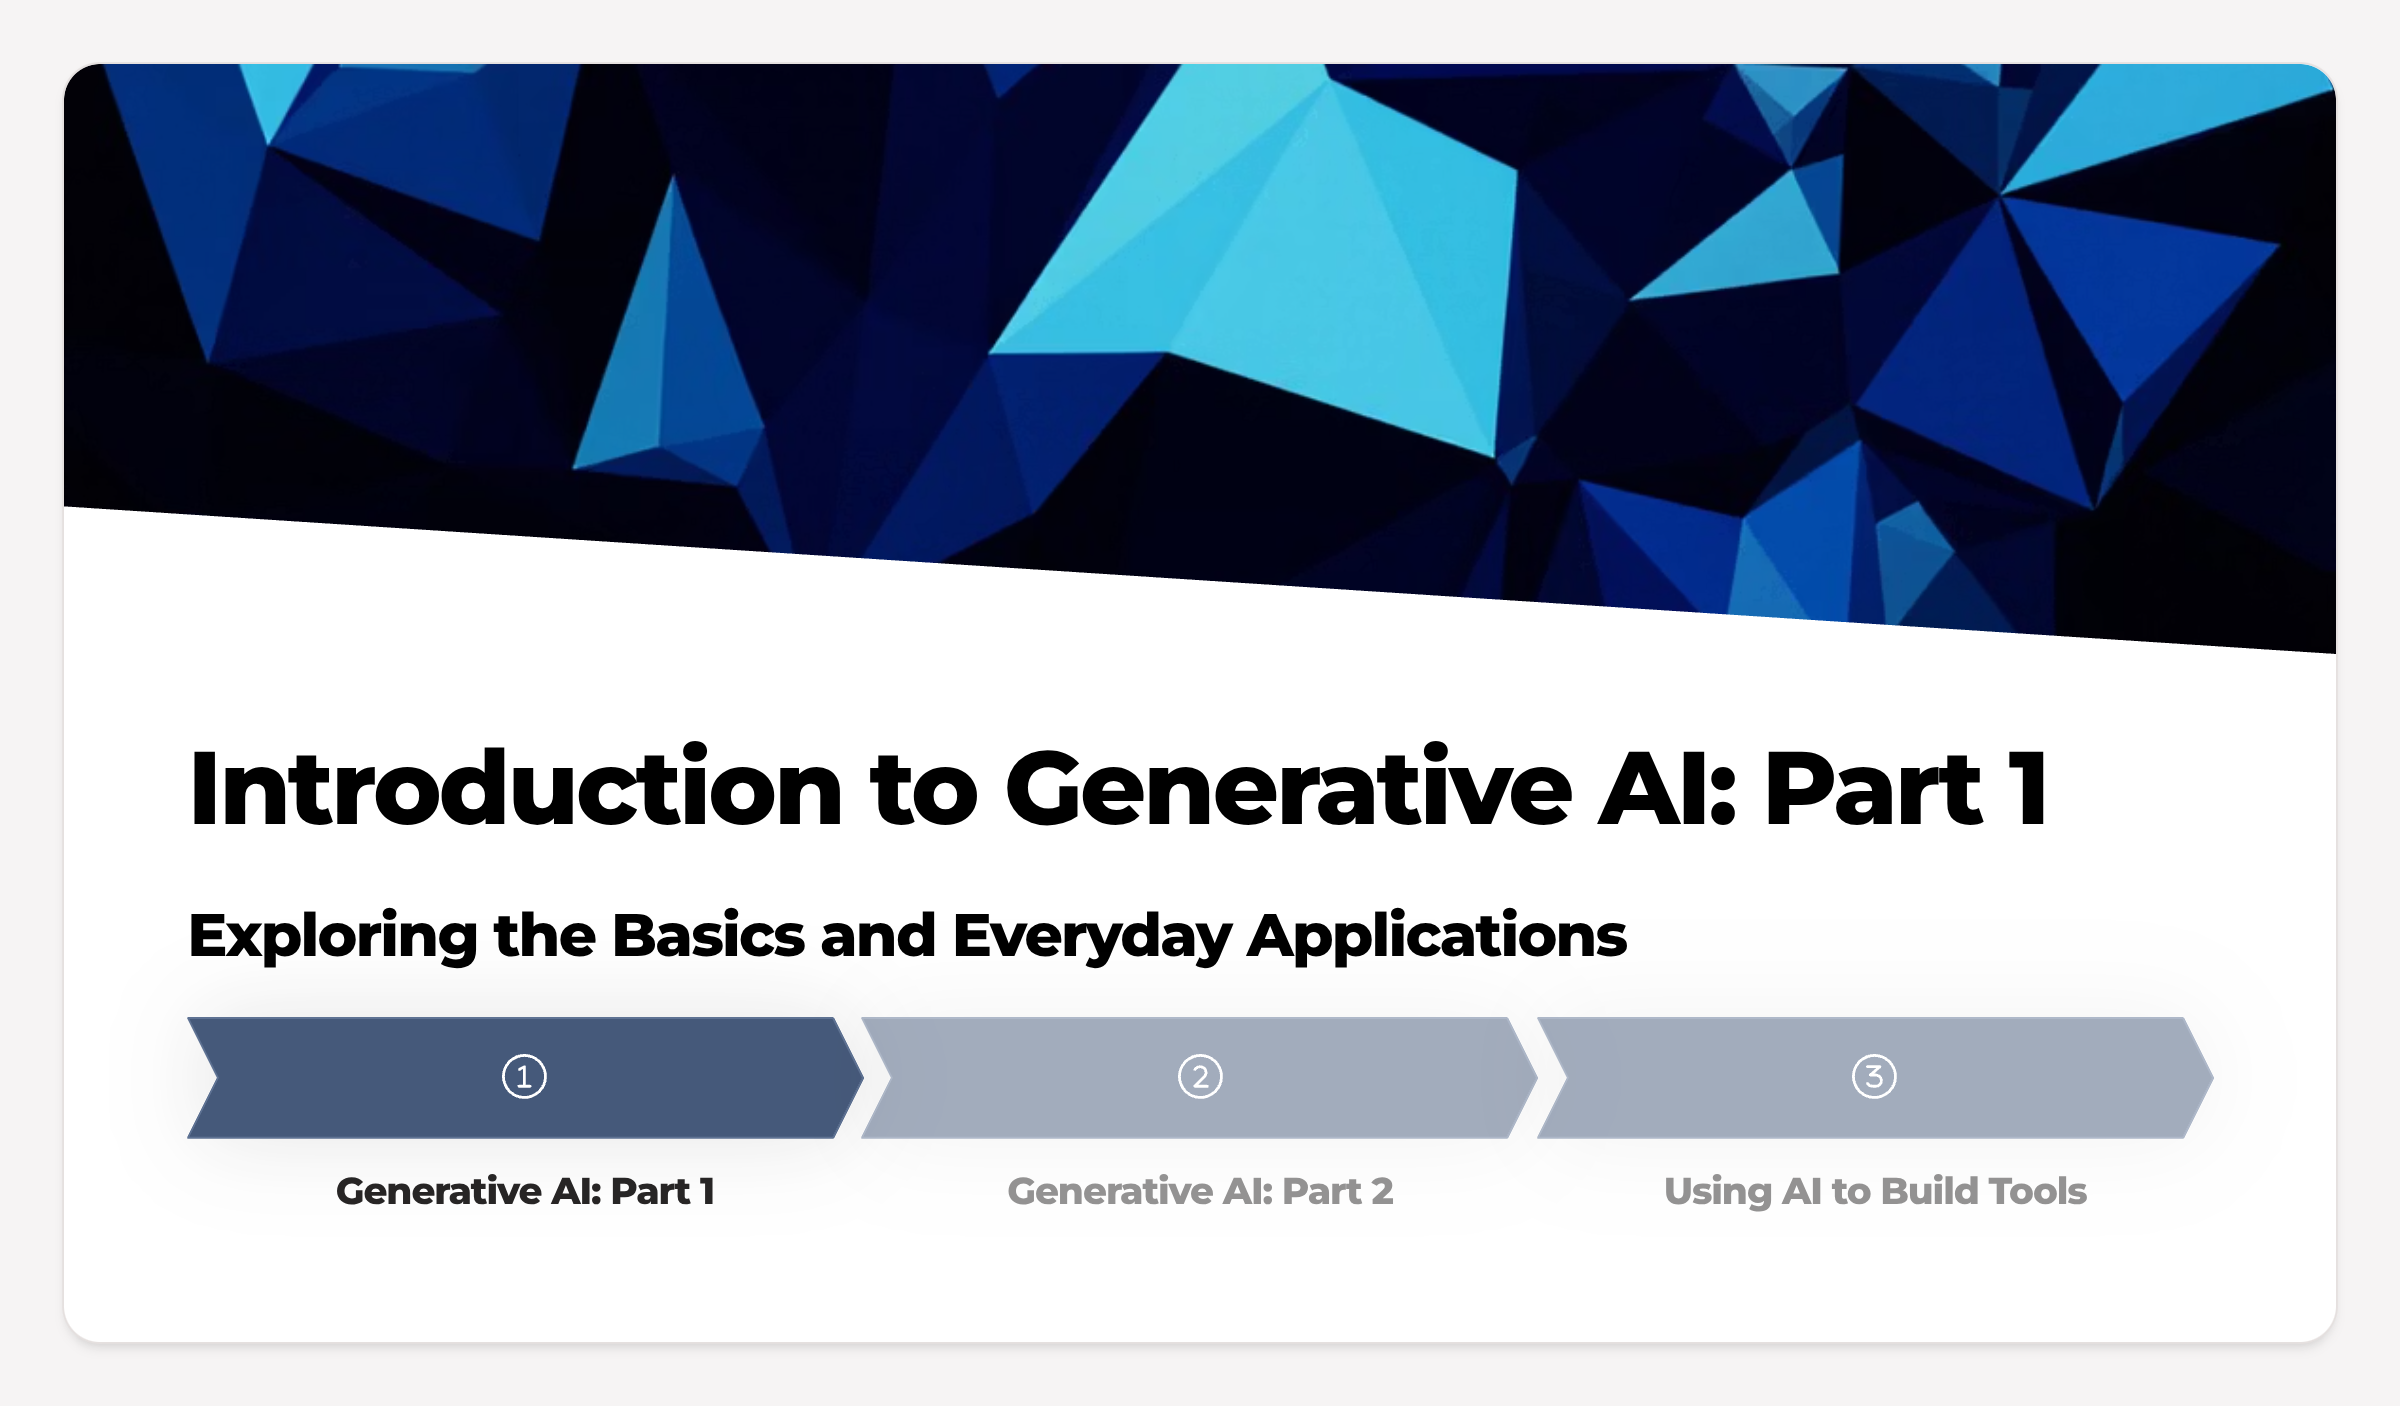 Introduction to Generative AI: Part 1
Exploring the Basics and Everyday Applications
1
2
3
Generative AI: Part 1
Generative AI: Part 2
Using AI to Build Tools